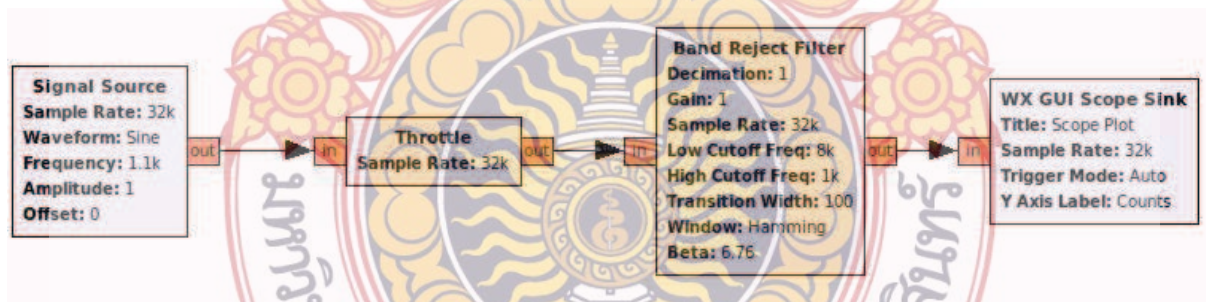 Signal Source
Sample Rate: 32k
Waveform: Sine
Frequency: 1.1k
Amplitude: 1
Offset: 0
out
in
Throttle
Sample Rate: 32k
out
in
Band Reject Filter
Decimation: 1
Gain: 1
Sample Rate: 32k
Low Cutoff Freq: 8k
High Cutoff Freq: 1k
Transition Width: 100
Window: Hamming
Beta: 6.76
out
in
WX GUI Scope Sink
Title: Scope Plot
Sample Rate: 32k
Trigger Mode: Auto
Y Axis Label: Counts